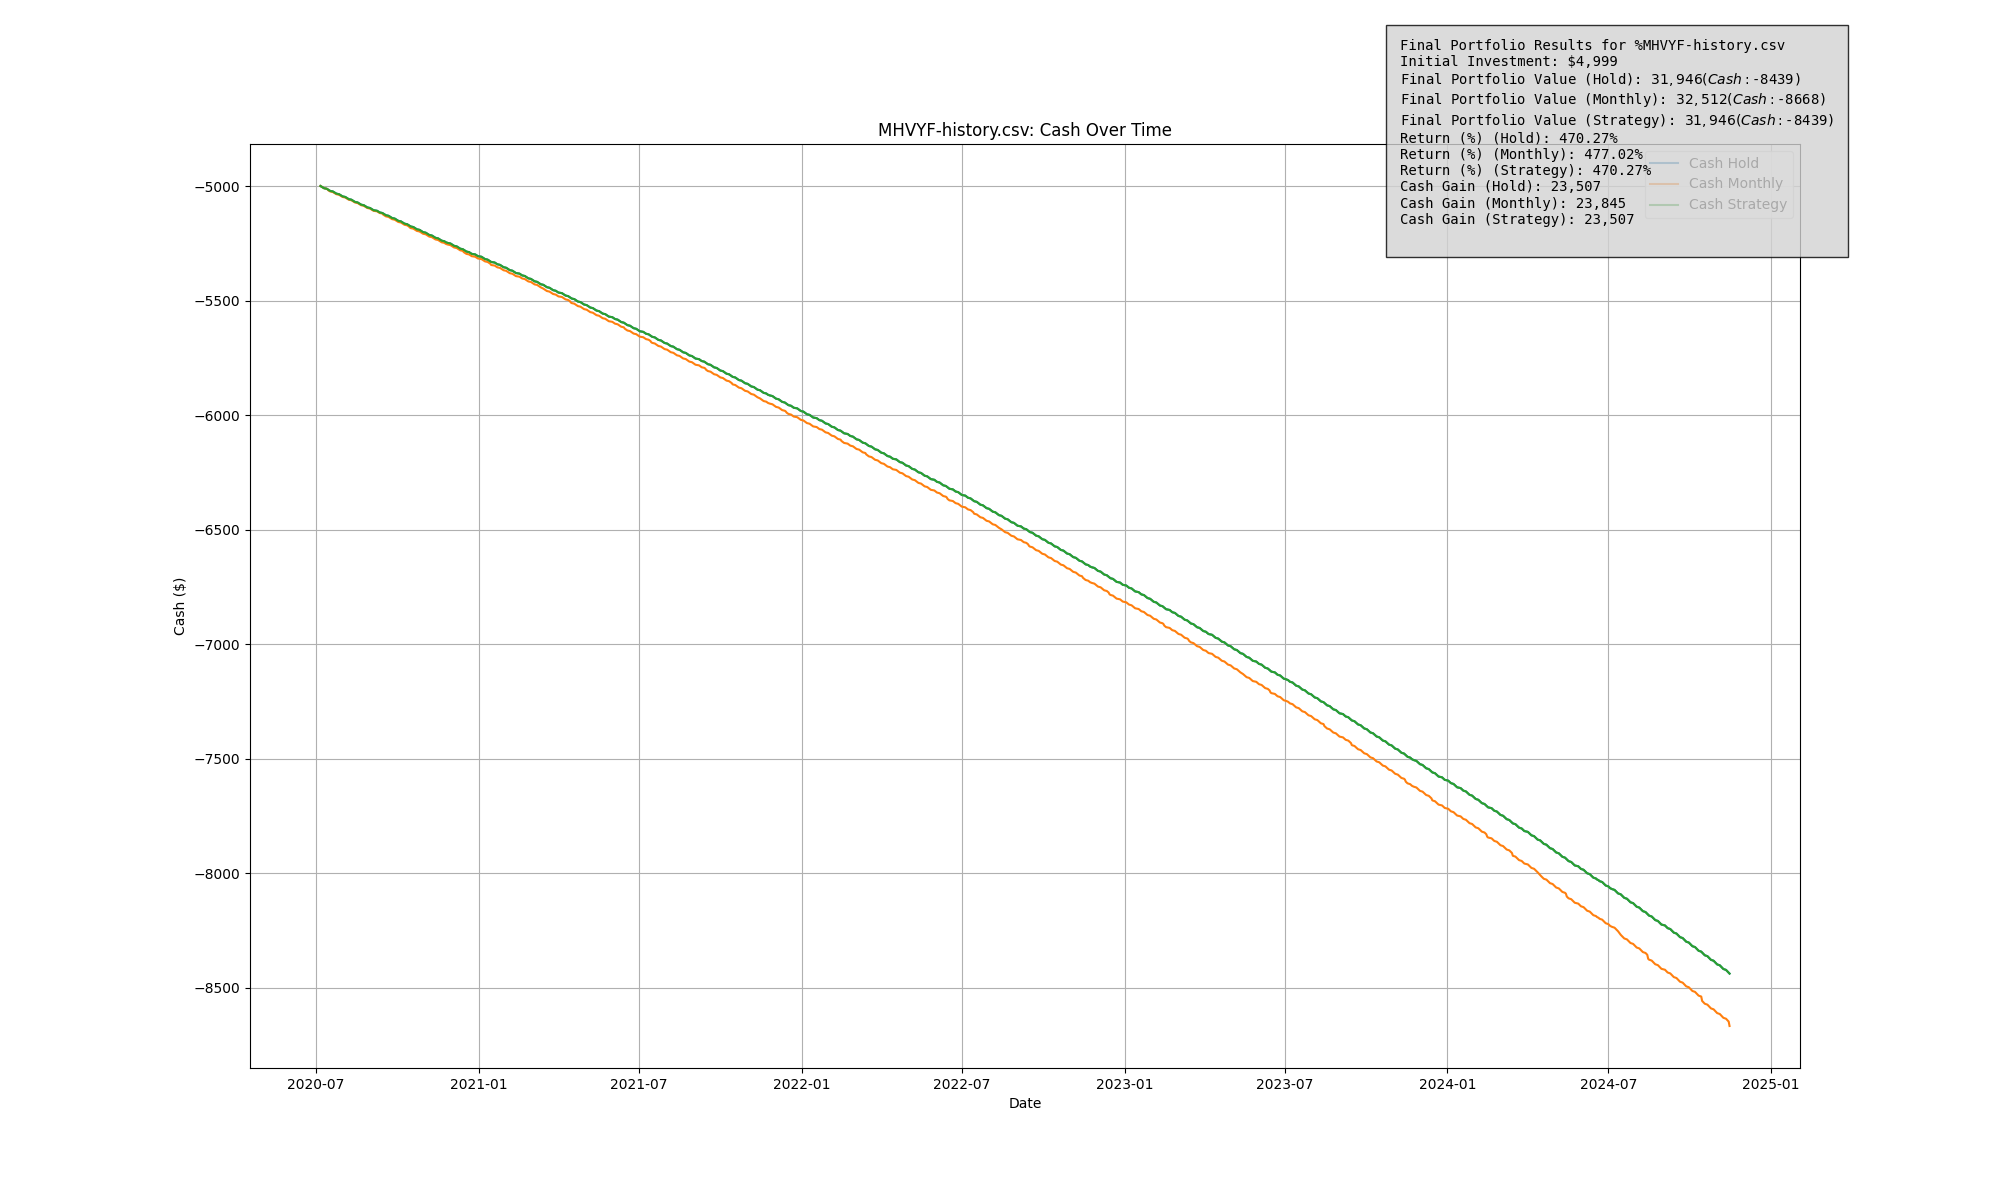 Final Portfolio Results for %MHVYF-history.csv
Initial Investment: $4,999
Final Portfolio Value (Hold): 31,946(Cash:-8439)
Final Portfolio Value (Monthly): 32,512(Cash:-8668)
Final Portfolio Value (Strategy): 31,946(Cash:-8439)
Return (%) (Hold): 470.27%
Return (%) (Monthly): 477.02%
Return (%) (Strategy): 470.27%
Cash Gain (Hold): 23,507
Cash Gain (Monthly): 23,845
Cash Gain (Strategy): 23,507
MHVYF-history.csv: Cash Over Time
Cash Hold
Cash Monthly
Cash Strategy
Cash ($)
−5000
−5500
−6000
−6500
−7000
−7500
−8000
−8500
2020-07
2021-01
2021-07
2022-01
2022-07
2023-01
2023-07
2024-01
2024-07
2025-01
Date